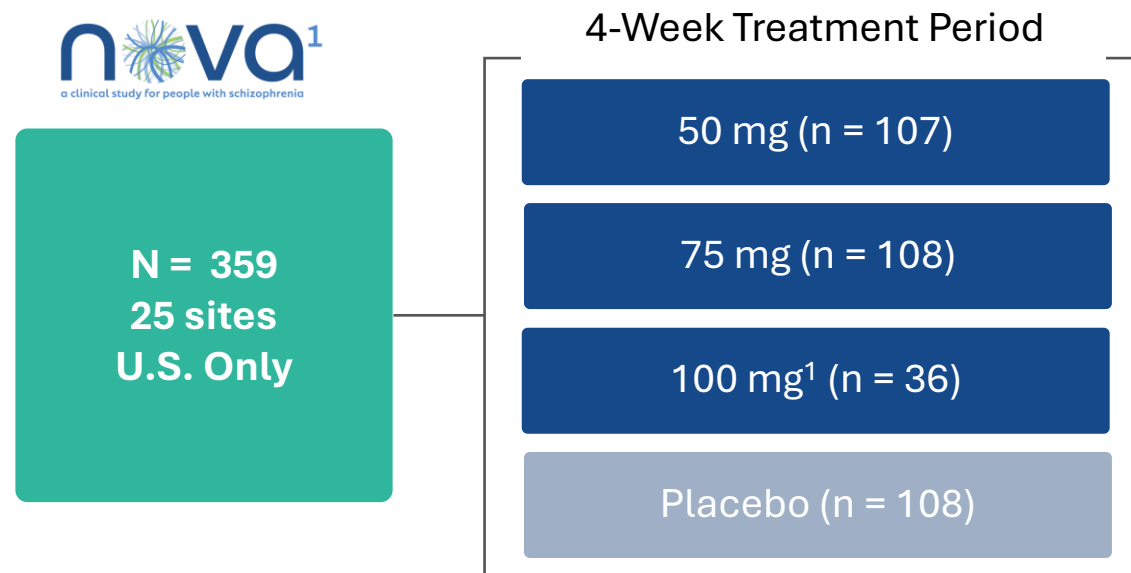 nova¹
a clinical study for people with schizophrenia
4-Week Treatment Period
N =  359
25 sites
U.S. Only
50 mg (n = 107)
75 mg (n = 108)
100 mg¹ (n = 36)
Placebo (n = 108)